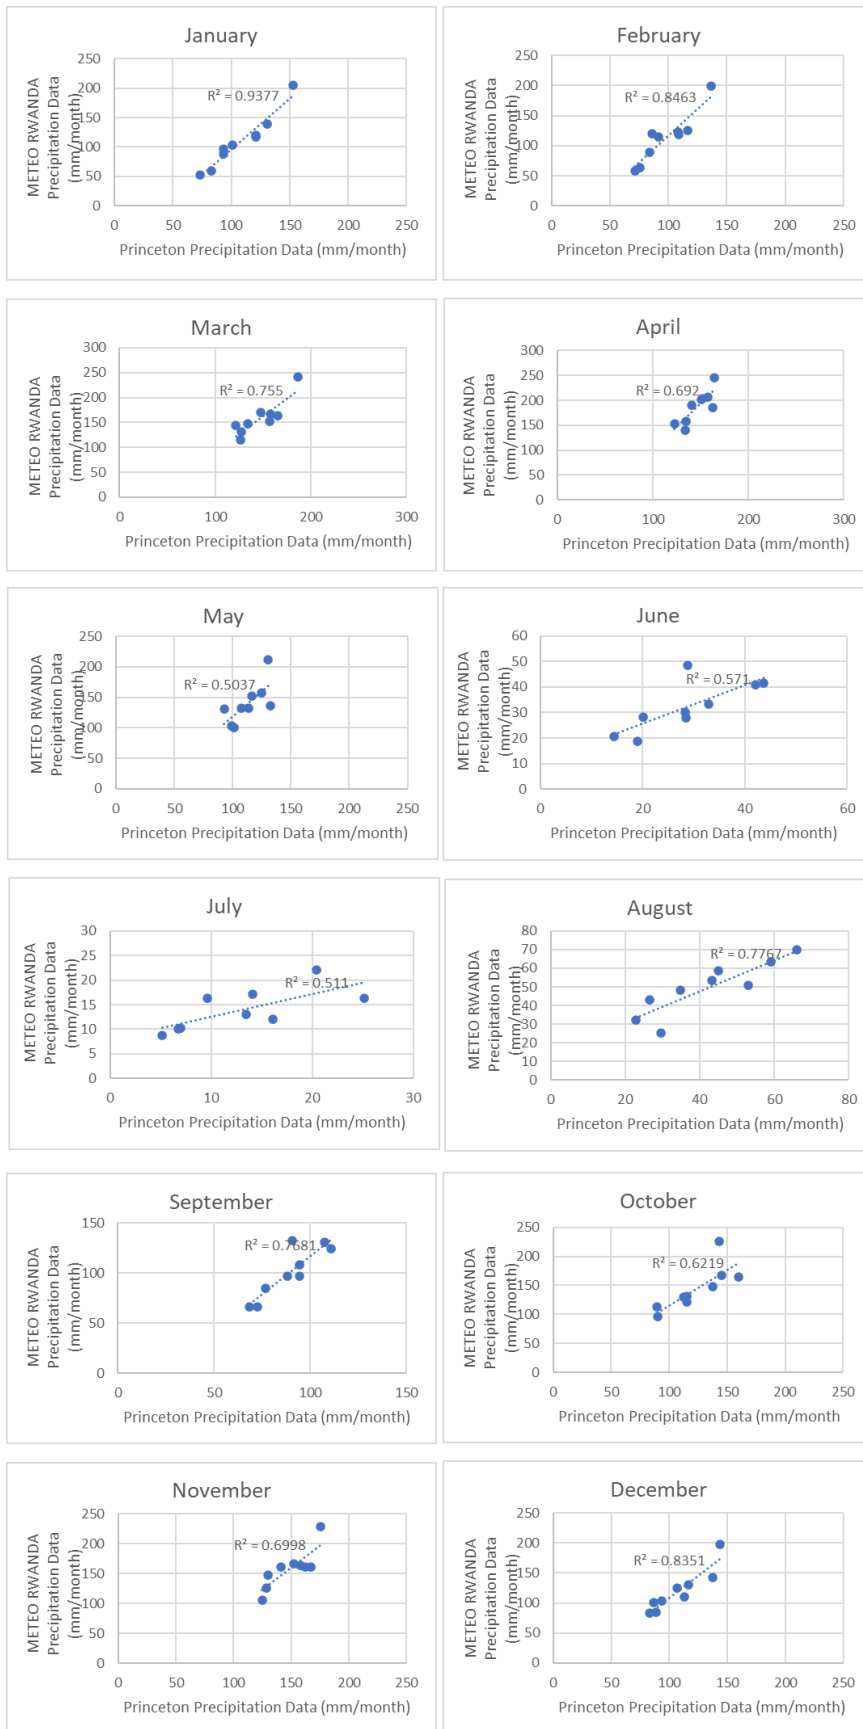 January
METEO RWANDA
Precipitation Data
(mm/month)
250
200
150
100
50
0
R² = 0.9377
0 50 100 150 200 250
Princeton Precipitation Data (mm/month)
February
METEO RWANDA
Precipitation Data
(mm/month)
250
200
150
100
50
0
R² = 0.8463
0 50 100 150 200 250
Princeton Precipitation Data (mm/month)
March
METEO RWANDA
Precipitation Data
(mm/month)
300
250
200
150
100
50
0
R² = 0.755
0 100 200 300
Princeton Precipitation Data (mm/month)
April
METEO RWANDA
Precipitation Data
(mm/month)
300
250
200
150
100
50
0
R² = 0.692
0 100 200 300
Princeton Precipitation Data (mm/month)
May
METEO RWANDA
Precipitation Data
(mm/month)
250
200
150
100
50
0
R² = 0.5037
0 50 100 150 200 250
Princeton Precipitation Data (mm/month)
June
METEO RWANDA
Precipitation Data
(mm/month)
60
50
40
30
20
10
0
R² = 0.571
0 20 40 60
Princeton Precipitation Data (mm/month)
July
METEO RWANDA
Precipitation Data
(mm/month)
30
25
20
15
10
5
0
R² = 0.511
0 10 20 30
Princeton Precipitation Data (mm/month)
August
METEO RWANDA
Precipitation Data
(mm/month)
80
70
60
50
40
30
20
10
0
R² = 0.7767
0 20 40 60 80
Princeton Precipitation Data (mm/month)
September
METEO RWANDA
Precipitation Data
(mm/month)
150
100
50
0
R² = 0.7681
0 50 100 150
Princeton Precipitation Data (mm/month)
October
METEO RWANDA
Precipitation Data
(mm/month)
250
200
150
100
50
0
R² = 0.6219
0 50 100 150 200 250
Princeton Precipitation Data (mm/month
November
METEO RWANDA
Precipitation Data
(mm/month)
250
200
150
100
50
0
R² = 0.6998
0 50 100 150 200 250
Princeton Precipitation Data (mm/month)
December
METEO RWANDA
Precipitation Data
(mm/month)
250
200
150
100
50
0
R² = 0.8351
0 50 100 150 200 250
Princeton Precipitation Data (mm/month)